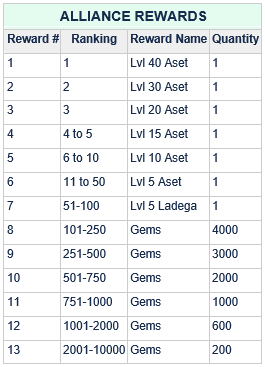 ALLIANCE REWARDS
Reward # Ranking Reward Name Quantity
1 1 Lvl 40 Aset 1
2 2 Lvl 30 Aset 1
3 3 Lvl 20 Aset 1
4 4 to 5 Lvl 15 Aset 1
5 6 to 10 Lvl 10 Aset 1
6 11 to 50 Lvl 5 Aset 1
7 51-100 Lvl 5 Ladega 1
8 101-250 Gems 4000
9 251-500 Gems 3000
10 501-750 Gems 2000
11 751-1000 Gems 1000
12 1001-2000 Gems 600
13 2001-10000 Gems 200